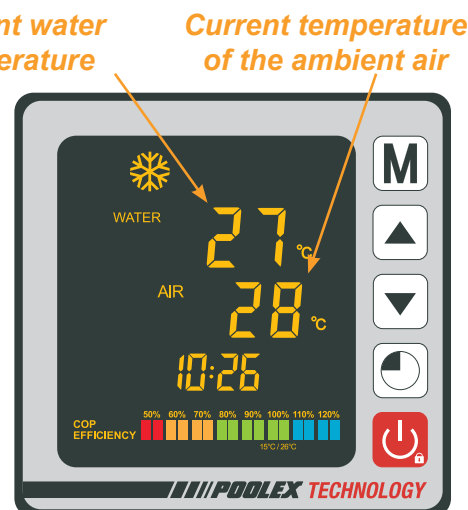 nt water
erature
Current temperature
of the ambient air
M
WATER 27 °C
AIR 28 °C
10:26
50% 60% 70% 80% 90% 100% 110% 120%
COP
EFFICIENCY
15°C / 26°C
POOLEX TECHNOLOGY